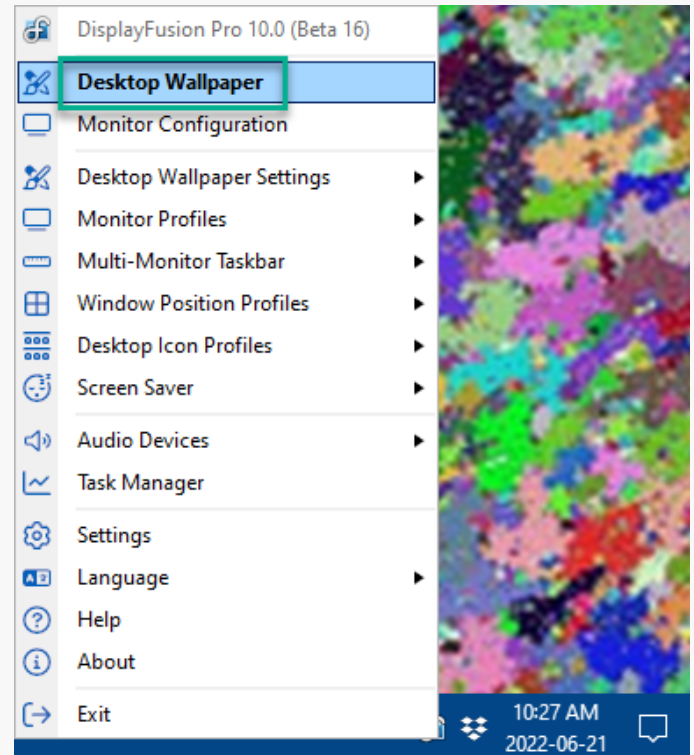 DisplayFusion Pro 10.0 (Beta 16)
Desktop Wallpaper
Monitor Configuration
Desktop Wallpaper Settings
Monitor Profiles
Multi-Monitor Taskbar
Window Position Profiles
Desktop Icon Profiles
Screen Saver
Audio Devices
Task Manager
Settings
Language
Help
About
Exit
10:27 AM
2022-06-21